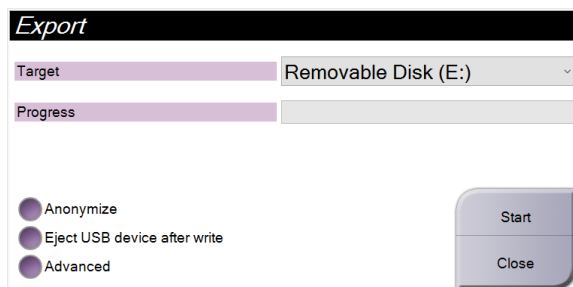 Export
Target
Removable Disk (E:)
Progress
Anonymize
Eject USB device after write
Advanced
Start
Close